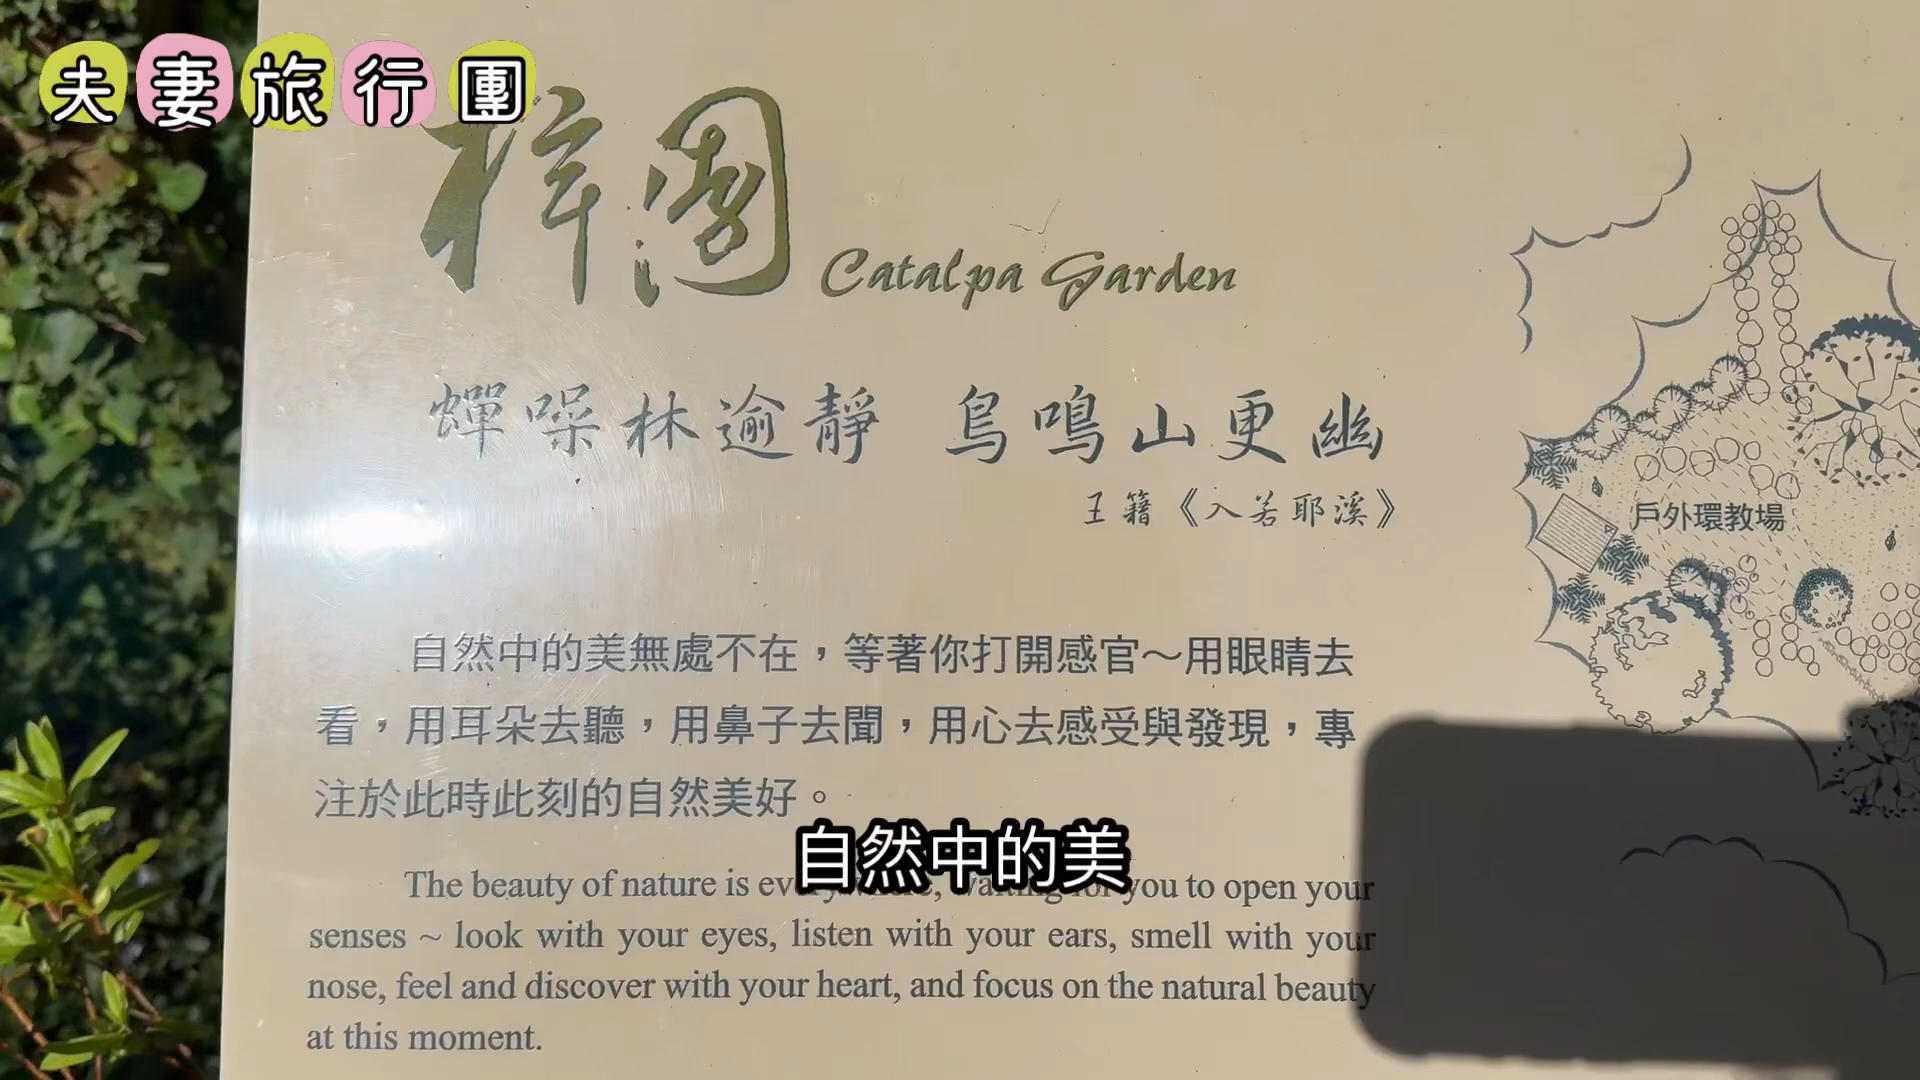 夫妻旅行團
梓園
Catalpa Garden
蟬噪林逾靜 鳥鳴山更幽
王籍《入若耶溪》
戶外環教場
自然中的美無處不在，等著你打開感官～用眼睛去
看，用耳朵去聽，用鼻子去聞，用心去感受與發現，專
注於此時此刻的自然美好。
自然中的美
The beauty of nature is everywhere, waiting for you to open your
senses ~ look with your eyes, listen with your ears, smell with your
nose, feel and discover with your heart, and focus on the natural beauty
at this moment.